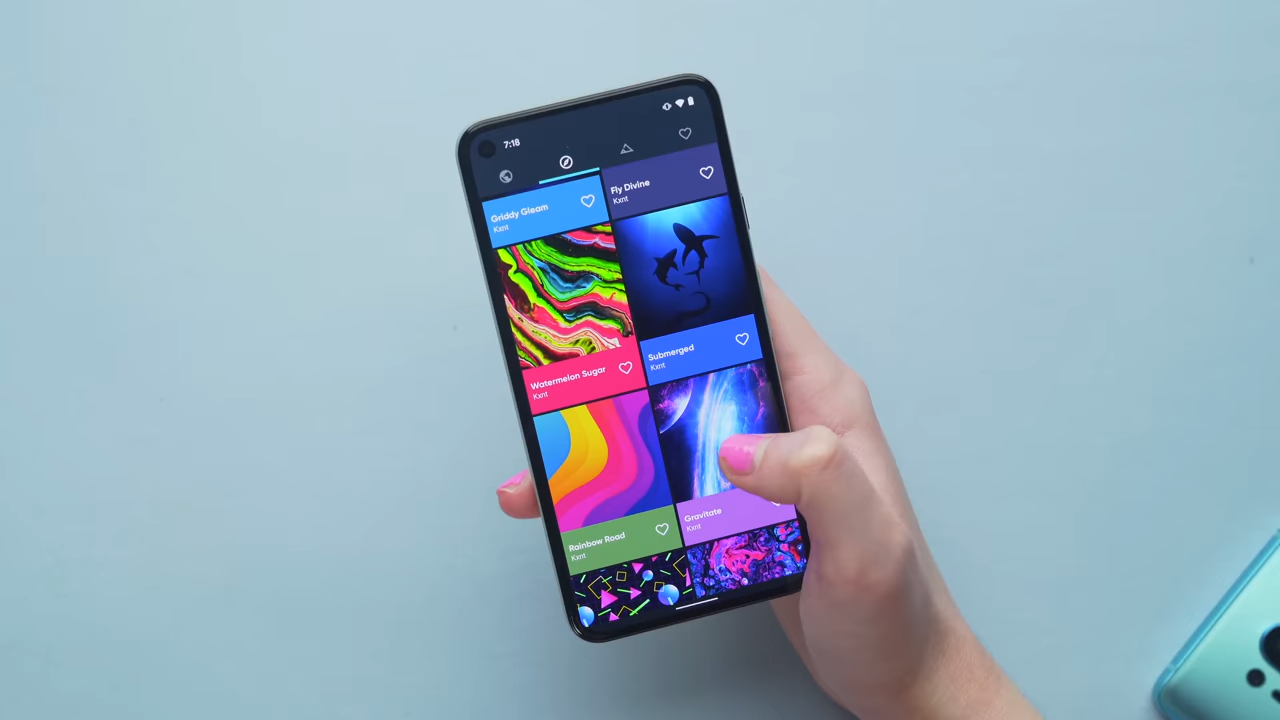 7:18
Griddy Gleam
Kxnt
Fly Divine
Kxnt
Watermelon Sugar
Kxnt
Submerged
Kxnt
Rainbow Road
Kxnt
Gravitate
Kxnt